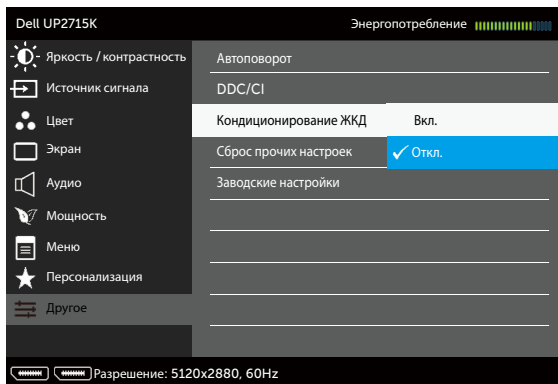 Dell UP2715K
Энергопотребление
Яркость / контрастность
Автоповорот
Источник сигнала
DDC/CI
Цвет
Кондиционирование ЖКД
Вкл.
Экран
Сброс прочих настроек
Откл.
Аудио
Заводские настройки
Мощность
Меню
Персонализация
Другое
Разрешение: 5120x2880, 60Hz